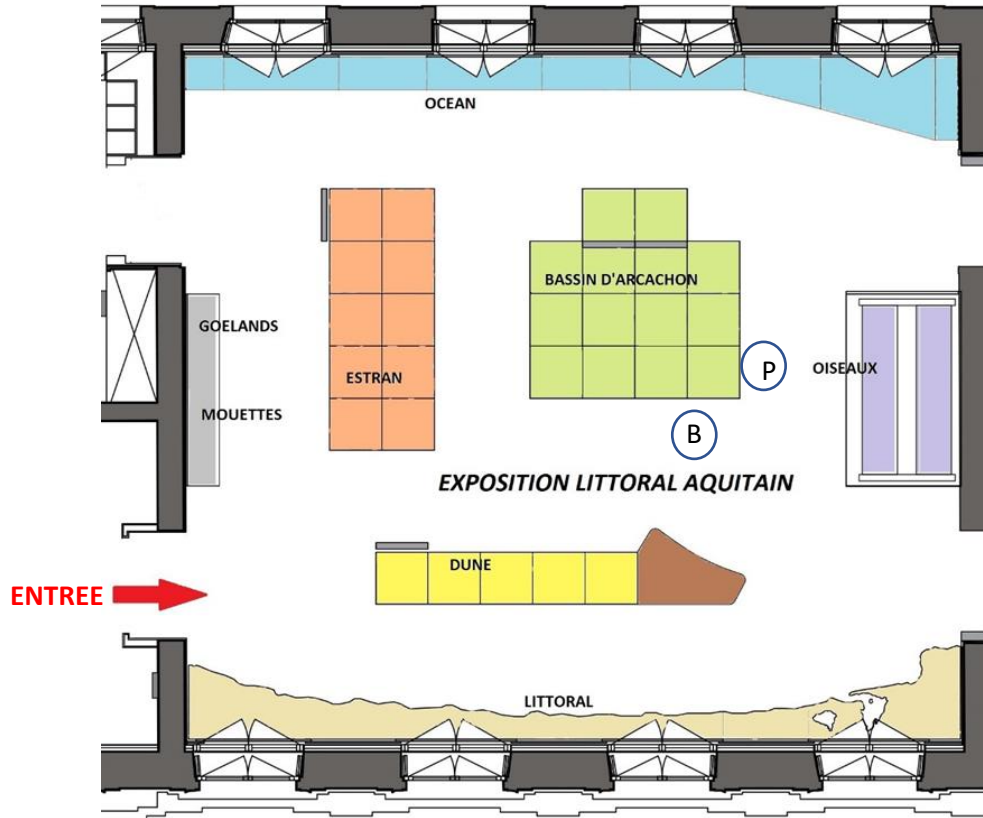 OCEAN
BASSIN D'ARCACHON
GOELANDS
ESTRAN
P
OISEAUX
MOUETTES
B
EXPOSITION LITTORAL AQUITAIN
DUNE
ENTREE
LITTORAL